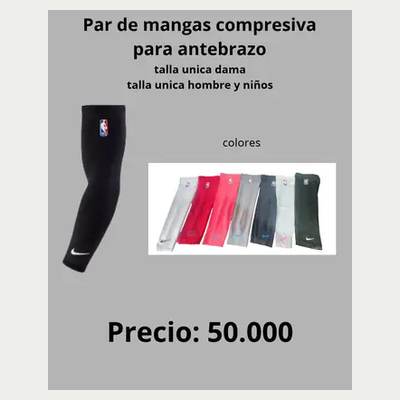 Par de mangas compresiva
para antebrazo
talla unica dama
talla unica hombre y niños
colores
Precio: 50.000